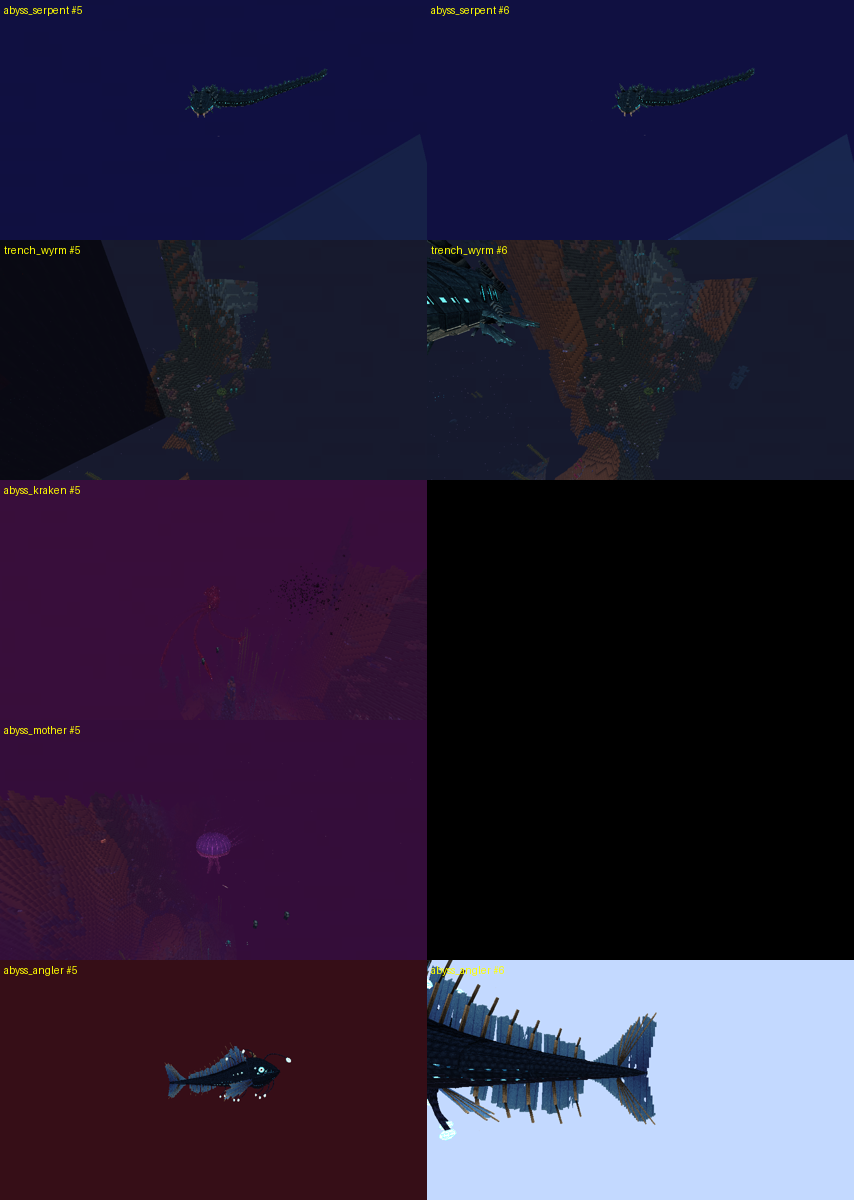 abyss_serpent #5
abyss_serpent #6
trench_wyrm #5
trench_wyrm #6
abyss_kraken #5
abyss_mother #5
abyss_angler #5